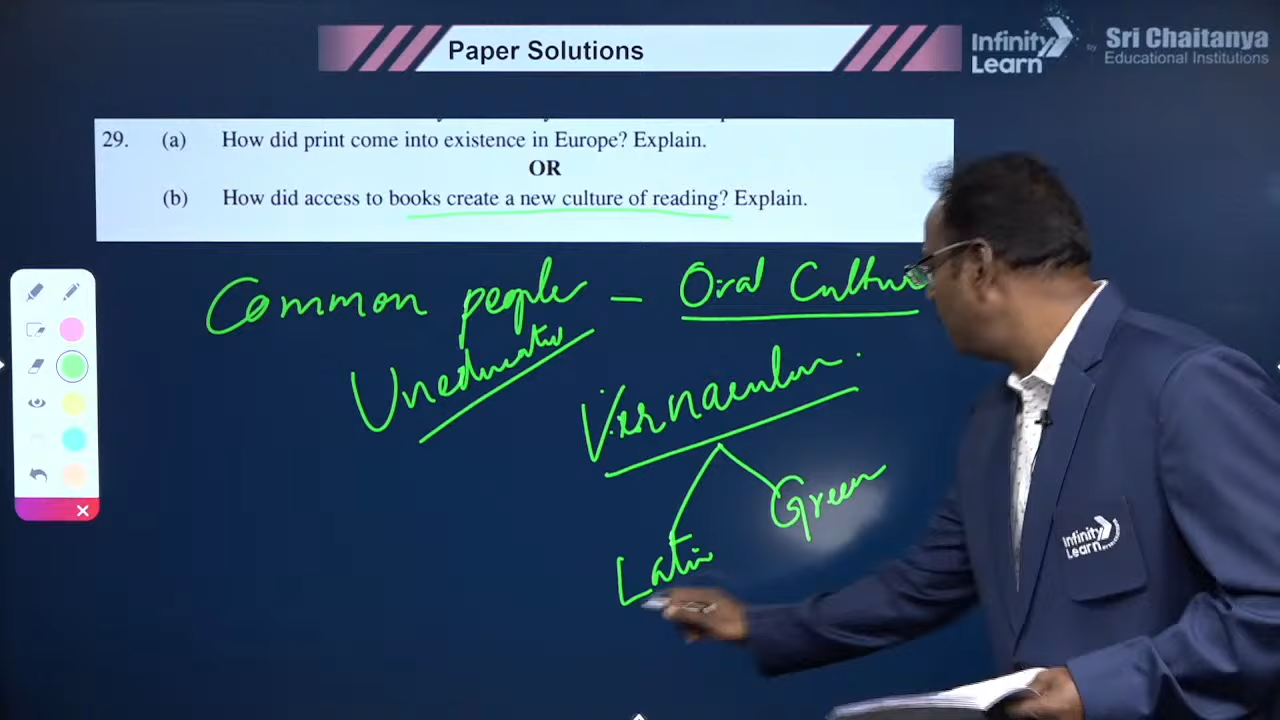 Paper Solutions
Infinity Learn by Sri Chaitanya Educational Institutions
29. (a) How did print come into existence in Europe? Explain.
OR
(b) How did access to books create a new culture of reading? Explain.
Common people – Oral Culture
Uneducated
Vernacular.
Latin Green
Infinity Learn